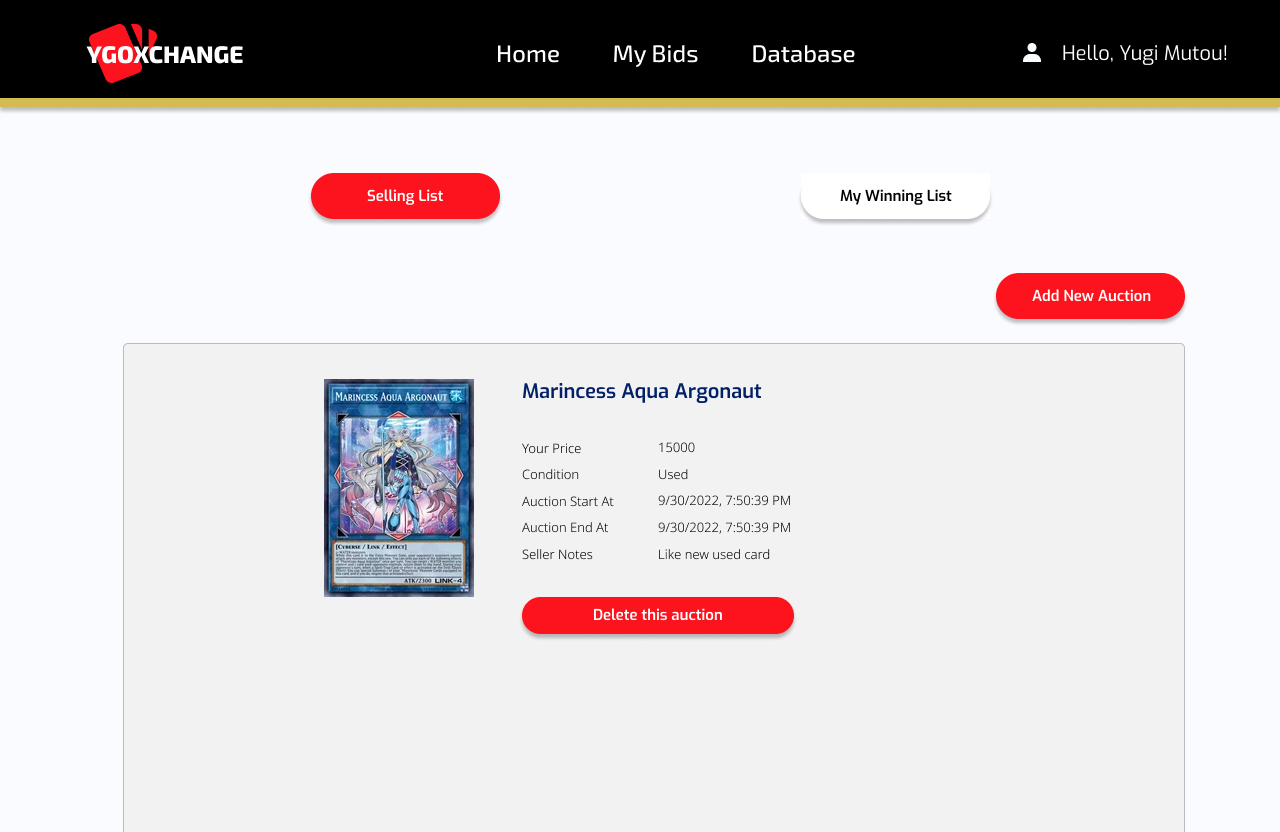 YGOXCHANGE
Home
My Bids
Database
Hello, Yugi Mutou!
Selling List
My Winning List
Add New Auction
Marincess Aqua Argonaut
Marincess Aqua Argonaut
Your Price 15000
Condition Used
Auction Start At 9/30/2022, 7:50:39 PM
Auction End At 9/30/2022, 7:50:39 PM
Seller Notes Like new used card
[Cyberse / Link / Effect]
ATK/2300 LINK-4
Delete this auction